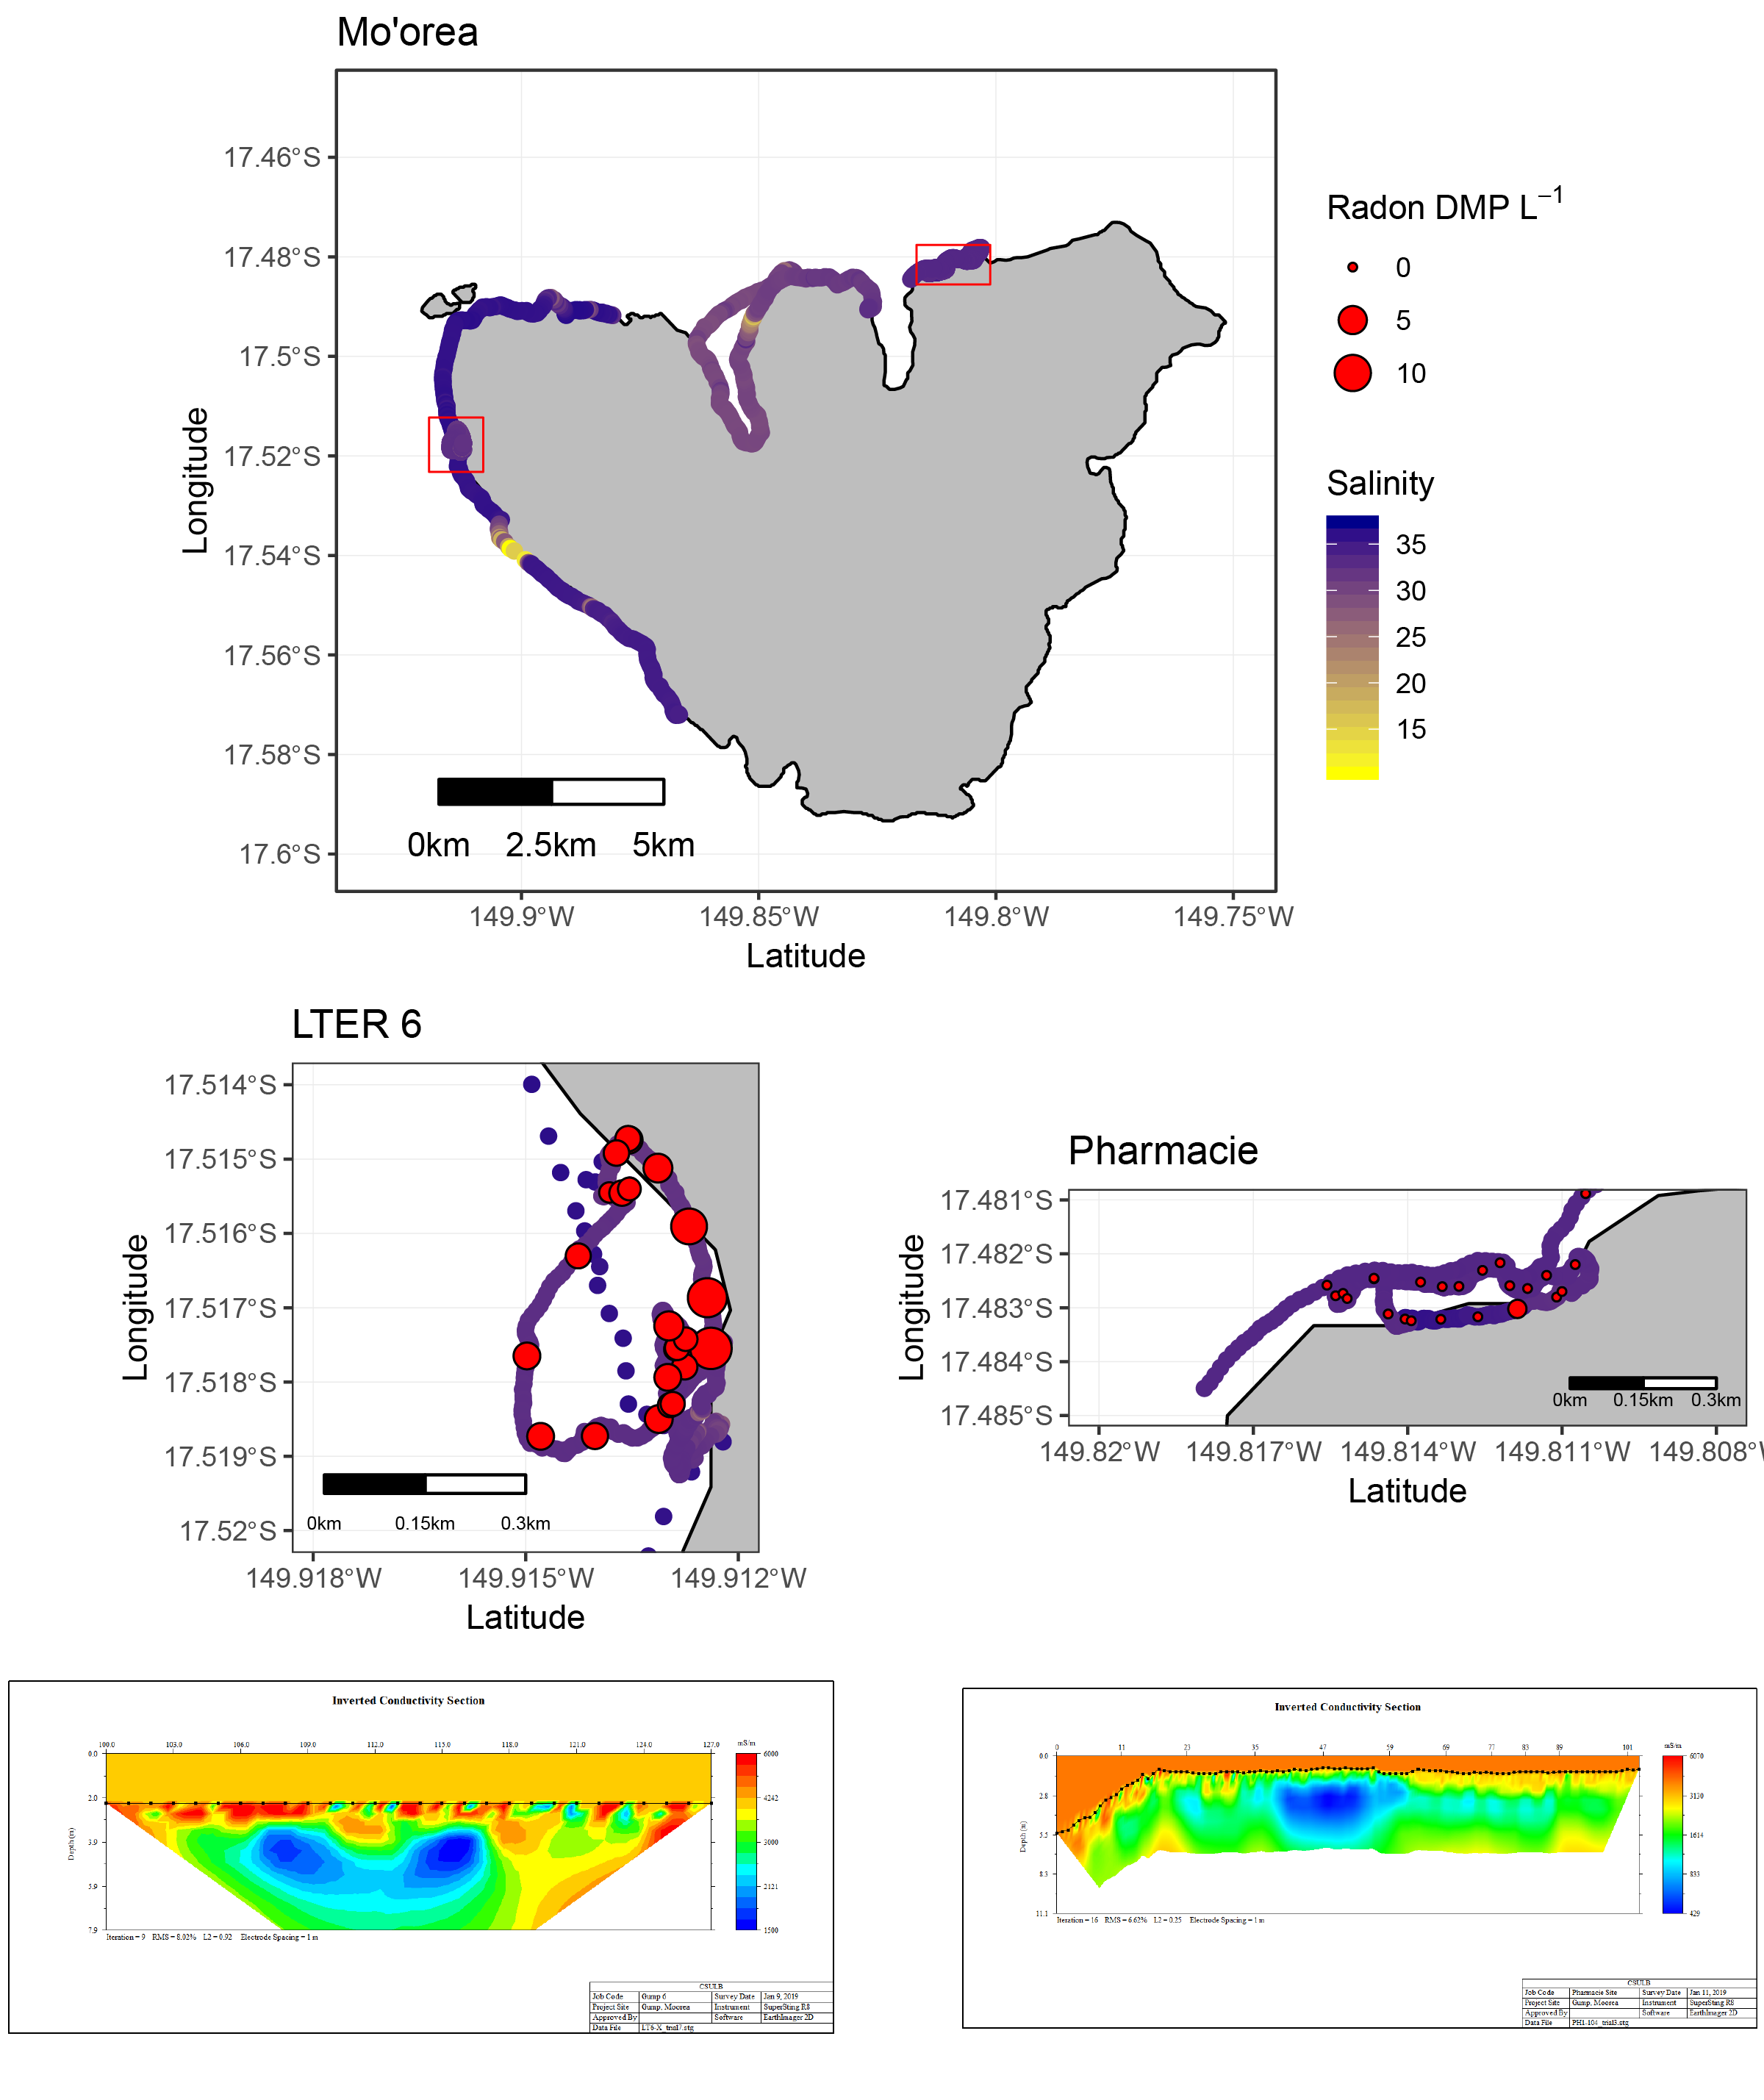 Mo'orea
17.46°S
17.48°S
17.5°S
17.52°S
17.54°S
17.56°S
17.58°S
17.6°S
Longitude
0km 2.5km 5km
149.9°W 149.85°W 149.8°W 149.75°W
Latitude
Radon DMP L⁻¹
0
5
10
Salinity
35
30
25
20
15
LTER 6
17.514°S
17.515°S
17.516°S
17.517°S
17.518°S
17.519°S
17.52°S
Longitude
0km 0.15km 0.3km
149.918°W 149.915°W 149.912°W
Latitude
Pharmacie
17.481°S
17.482°S
17.483°S
17.484°S
17.485°S
Longitude
0km 0.15km 0.3km
149.82°W 149.817°W 149.814°W 149.811°W 149.808°W
Latitude
Inverted Conductivity Section
100.0 103.0 106.0 109.0 112.0 115.0 118.0 121.0 124.0 127.0 mS/m
0.0
2.0
3.9
5.9
7.9
Depth (m)
6000
4242
3000
2121
1500
Iteration = 9 RMS = 8.02% L2 = 0.92 Electrode Spacing = 1 m
CSULB
Job Code Gump 6 Survey Date Jan 9, 2019
Project Site Gump, Moorea Instrument SuperSting R8
Approved By Software EarthImager 2D
Data File LT6-X_trial7.stg
Inverted Conductivity Section
0 11 23 35 47 59 69 77 83 89 101 mS/m
0.0
2.8
5.5
8.3
11.1
Depth (m)
6070
3130
1614
833
429
Iteration = 16 RMS = 6.62% L2 = 0.25 Electrode Spacing = 1 m
CSULB
Job Code Pharmacie Site Survey Date Jan 11, 2019
Project Site Gump, Moorea Instrument SuperSting R8
Approved By Software EarthImager 2D
Data File PH1-104_trial3.stg